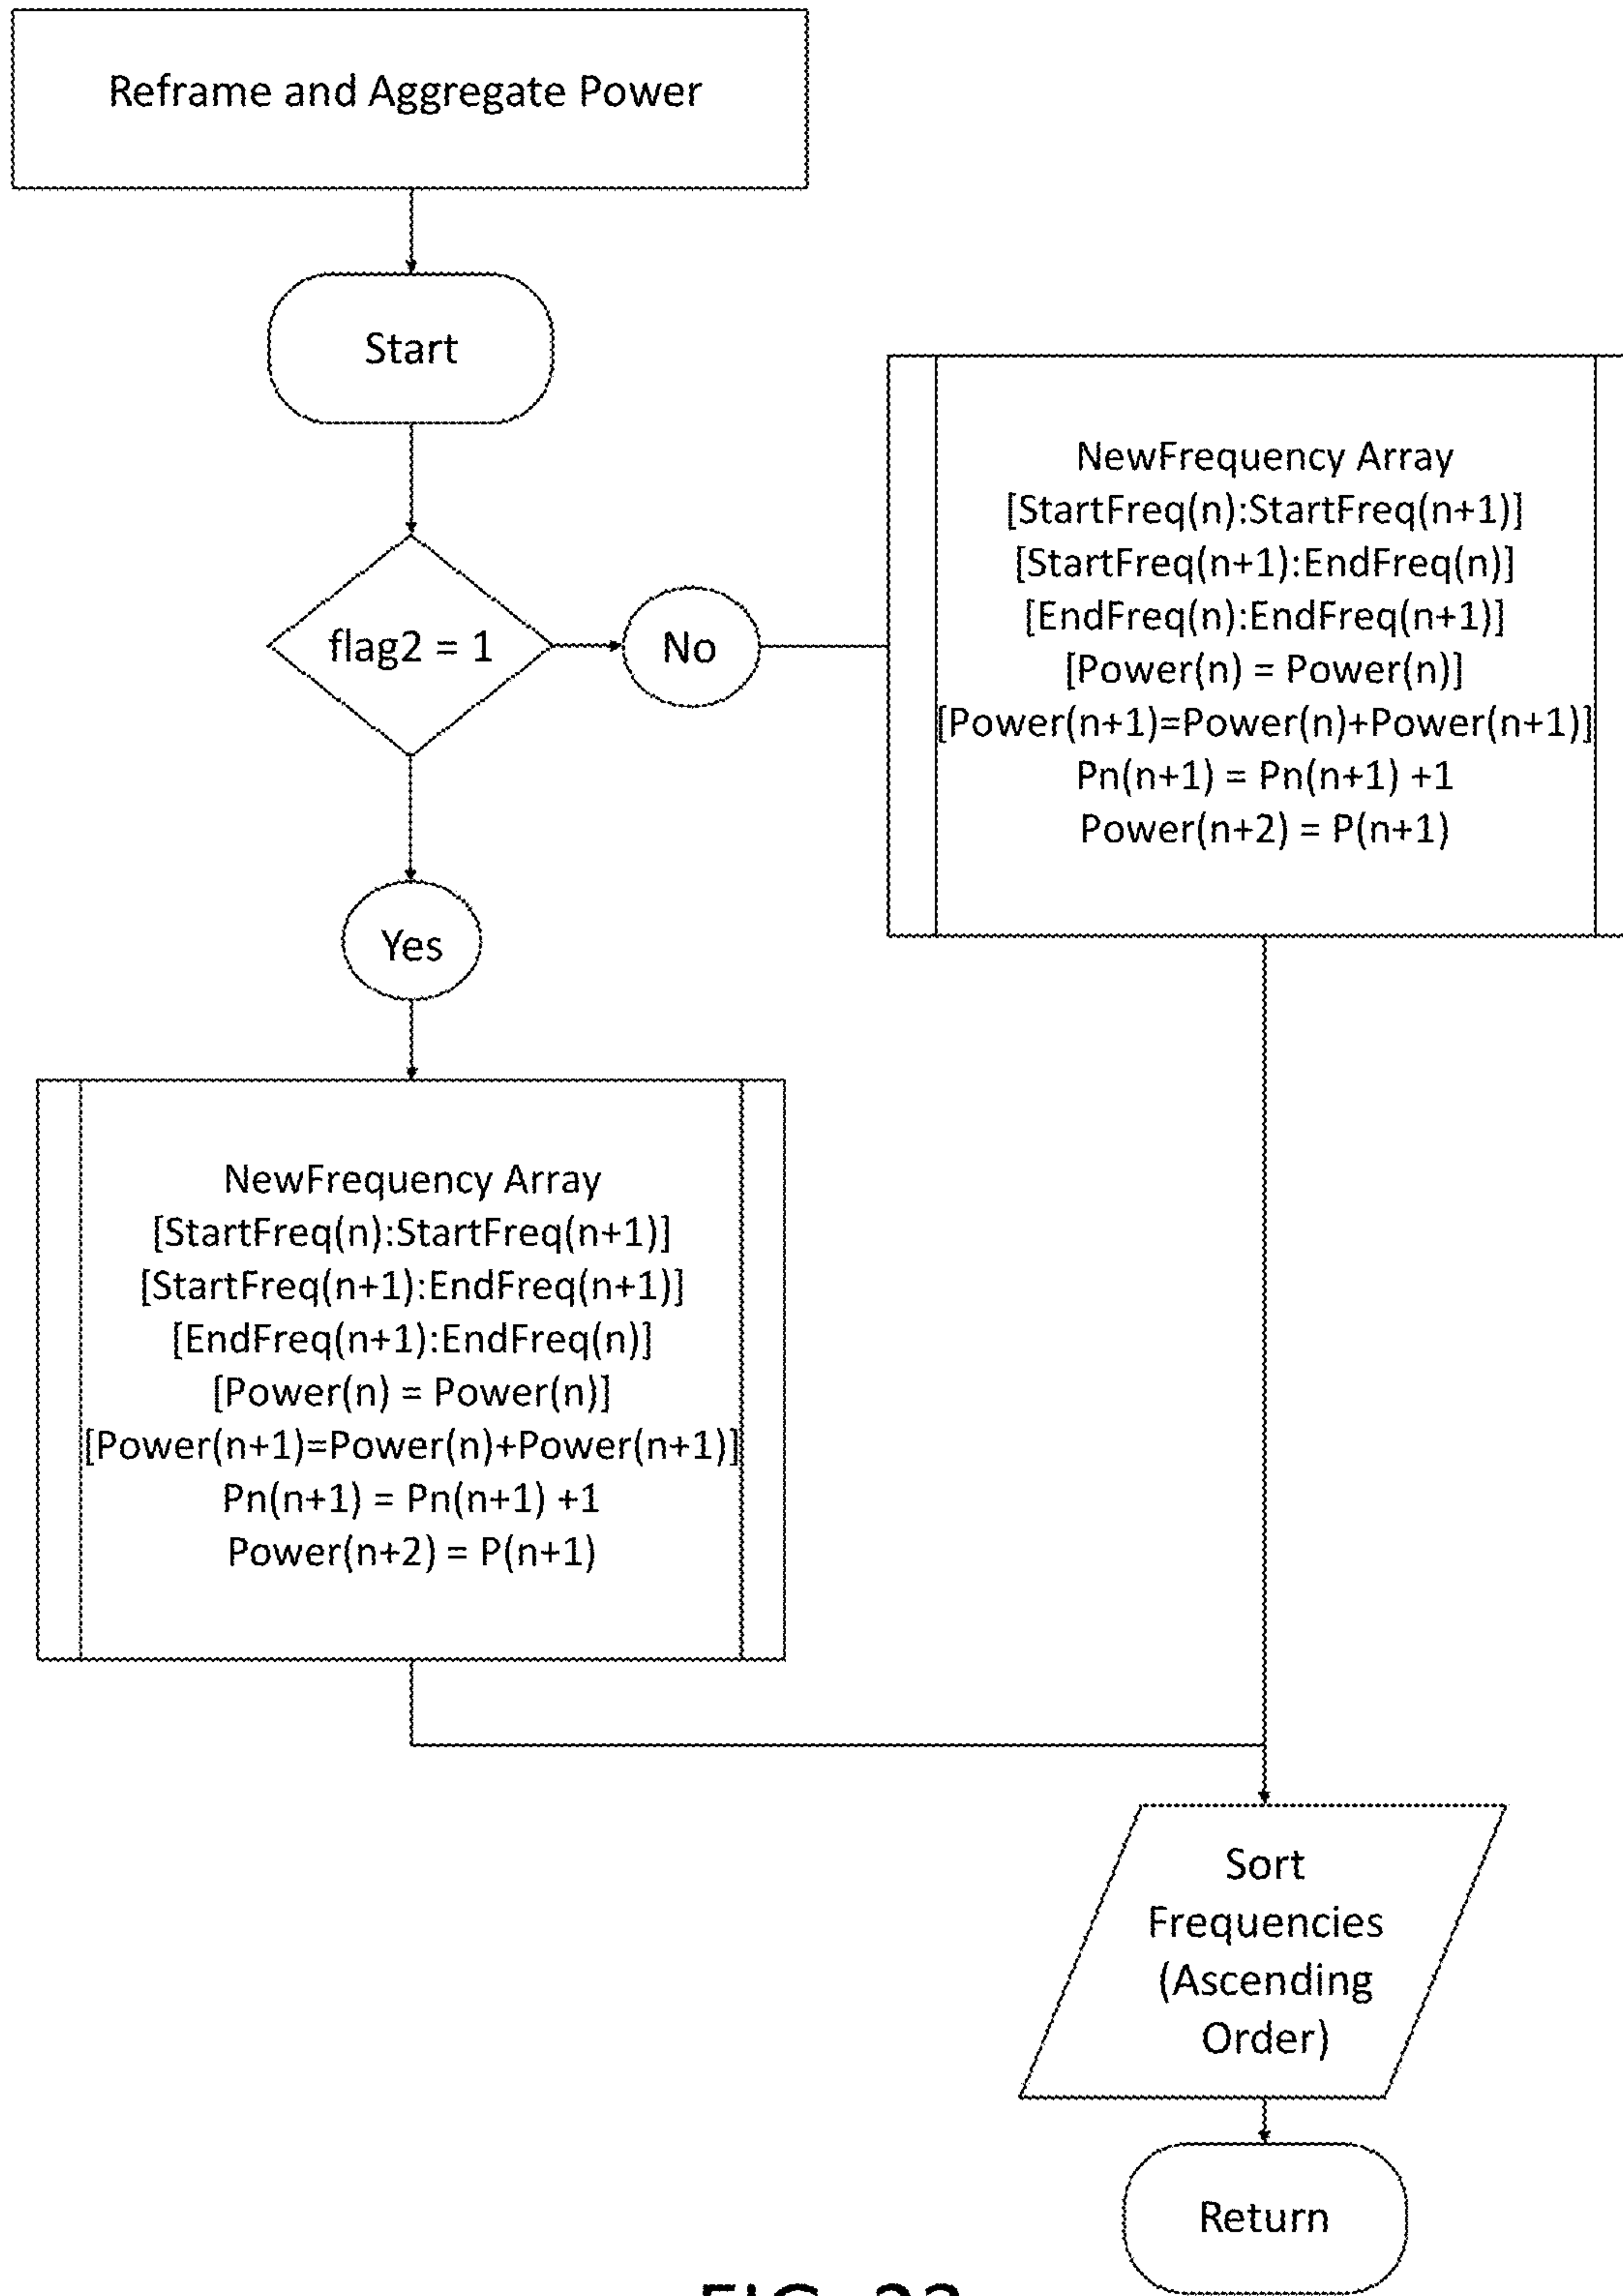 Reframe and Aggregate Power
Start
flag2 = 1
No
NewFrequency Array
[StartFreq(n):StartFreq(n+1)]
[StartFreq(n+1):EndFreq(n)]
[EndFreq(n):EndFreq(n+1)]
[Power(n) = Power(n)]
[Power(n+1)=Power(n)+Power(n+1)]
Pn(n+1) = Pn(n+1) +1
Power(n+2) = P(n+1)
Yes
NewFrequency Array
[StartFreq(n):StartFreq(n+1)]
[StartFreq(n+1):EndFreq(n+1)]
[EndFreq(n+1):EndFreq(n)]
[Power(n) = Power(n)]
[Power(n+1)=Power(n)+Power(n+1)]
Pn(n+1) = Pn(n+1) +1
Power(n+2) = P(n+1)
Sort
Frequencies
(Ascending
Order)
Return